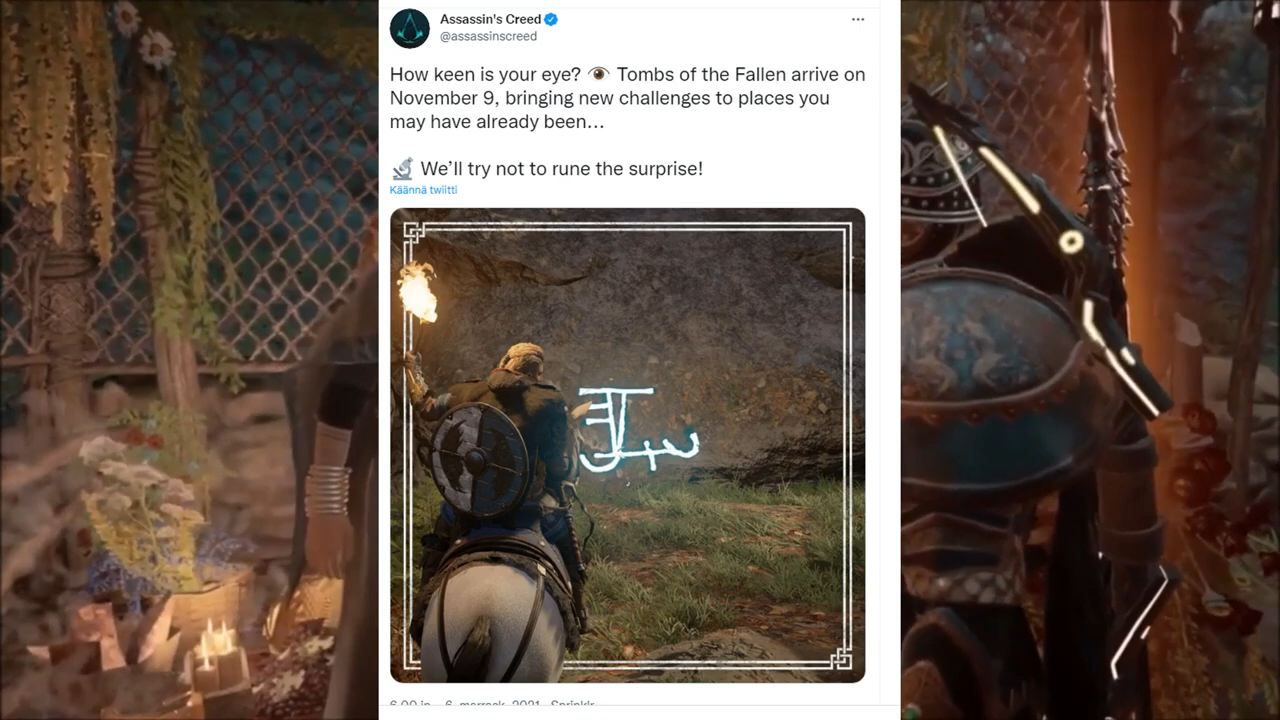 Assassin's Creed
@assassinscreed
How keen is your eye? 👁 Tombs of the Fallen arrive on
November 9, bringing new challenges to places you
may have already been…
🔬 We'll try not to rune the surprise!
Käännä twiitti